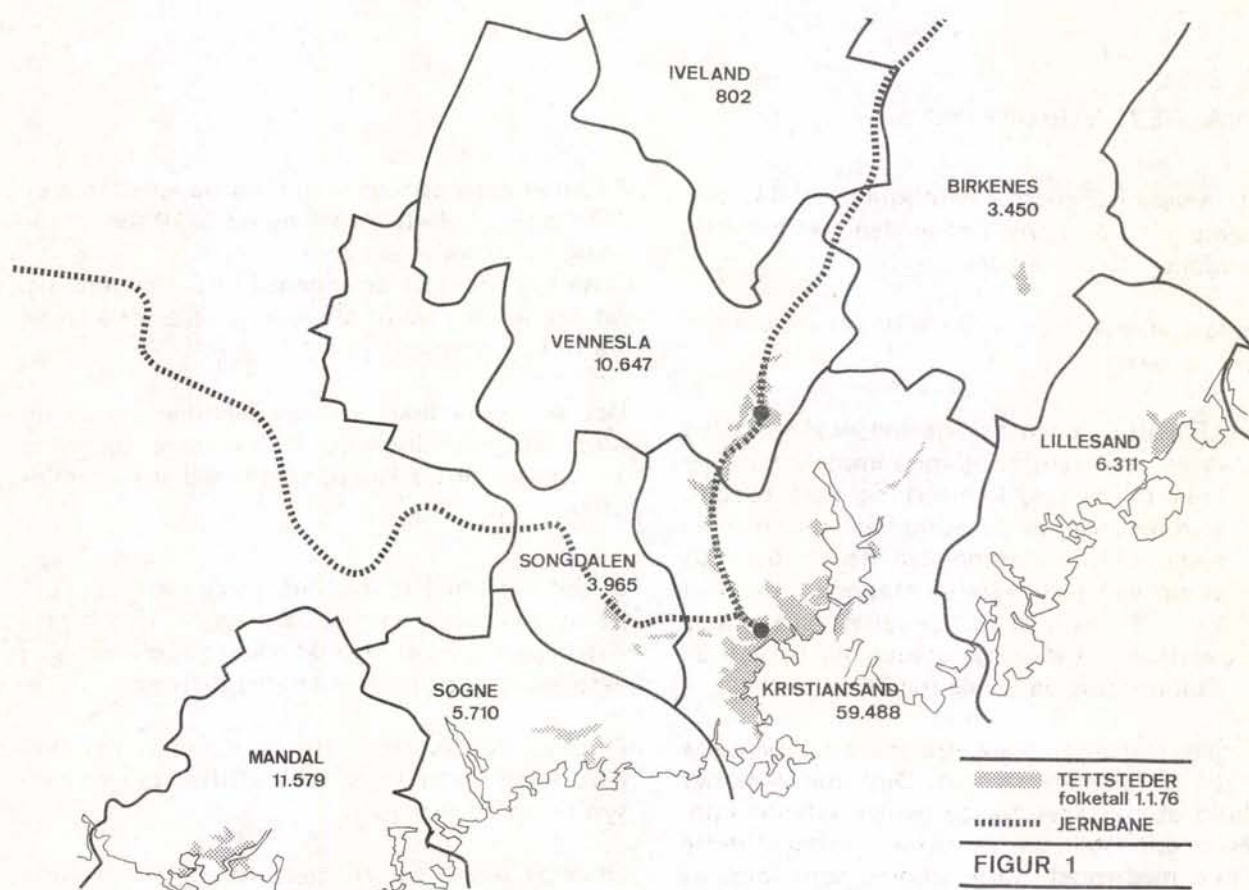 IVELAND
802
BIRKENES
3.450
VENNESLA
10.647
LILLESAND
6.311
SONGDALEN
3.965
SØGNE
5.710
KRISTIANSAND
59.488
MANDAL
11.579
TETTSTEDER
folketall 1.1.76
JERNBANE
FIGUR 1